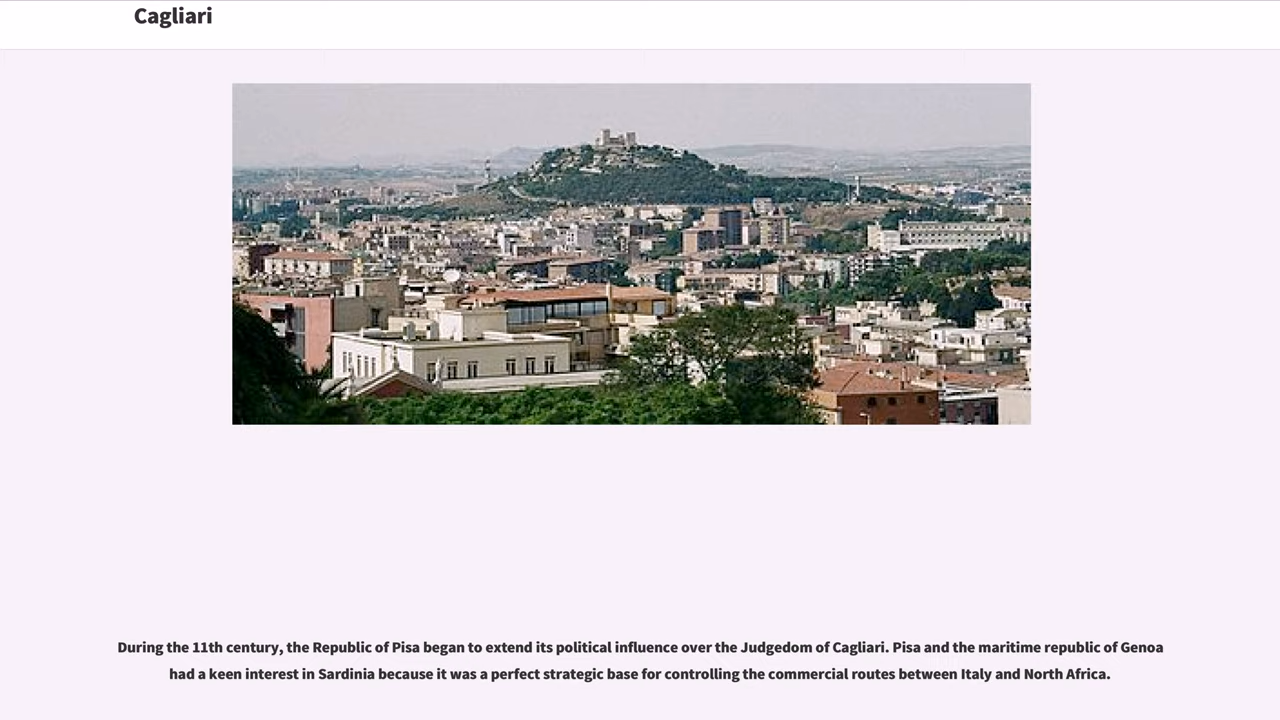 Cagliari
During the 11th century, the Republic of Pisa began to extend its political influence over the Judgedom of Cagliari. Pisa and the maritime republic of Genoa
had a keen interest in Sardinia because it was a perfect strategic base for controlling the commercial routes between Italy and North Africa.